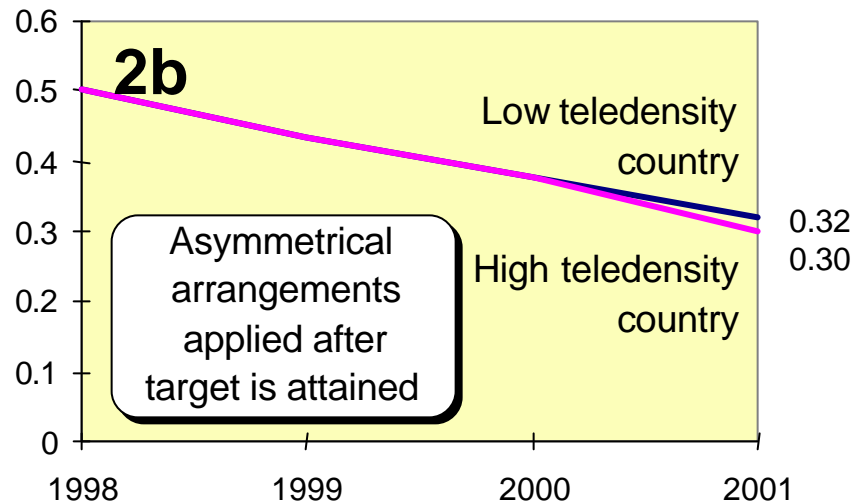 0.6
2b
0.5
Low teledensity
country
0.4
0.32
0.3
0.30
Asymmetrical
arrangements
applied after
target is attained
High teledensity
country
0.2
0.1
0
1998
1999
2000
2001